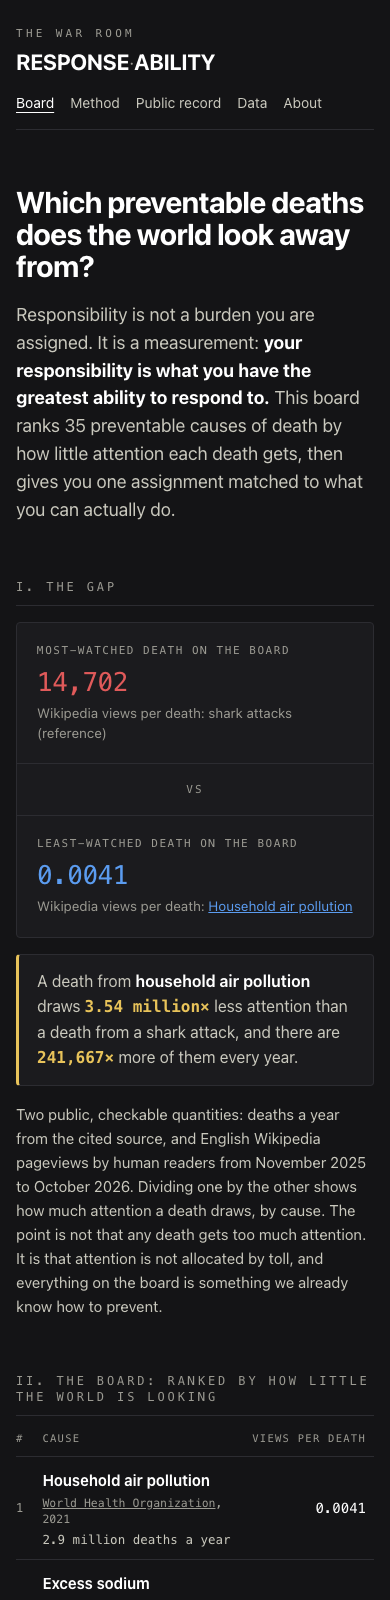 THE WAR ROOM
RESPONSE·ABILITY
Board Method Public record Data About
Which preventable deaths
does the world look away
from?
Responsibility is not a burden you are
assigned. It is a measurement: your
responsibility is what you have the
greatest ability to respond to. This board
ranks 35 preventable causes of death by
how little attention each death gets, then
gives you one assignment matched to what
you can actually do.
I. THE GAP
MOST-WATCHED DEATH ON THE BOARD
14,702
Wikipedia views per death: shark attacks
(reference)
VS
LEAST-WATCHED DEATH ON THE BOARD
0.0041
Wikipedia views per death: Household air pollution
A death from household air pollution
draws 3.54 million× less attention than
a death from a shark attack, and there are
241,667× more of them every year.
Two public, checkable quantities: deaths a year
from the cited source, and English Wikipedia
pageviews by human readers from November 2025
to October 2026. Dividing one by the other shows
how much attention a death draws, by cause. The
point is not that any death gets too much attention.
It is that attention is not allocated by toll, and
everything on the board is something we already
know how to prevent.
II. THE BOARD: RANKED BY HOW LITTLE
THE WORLD IS LOOKING
# CAUSE VIEWS PER DEATH
Household air pollution
World Health Organization,
1 0.0041
2021
2.9 million deaths a year
Excess sodium